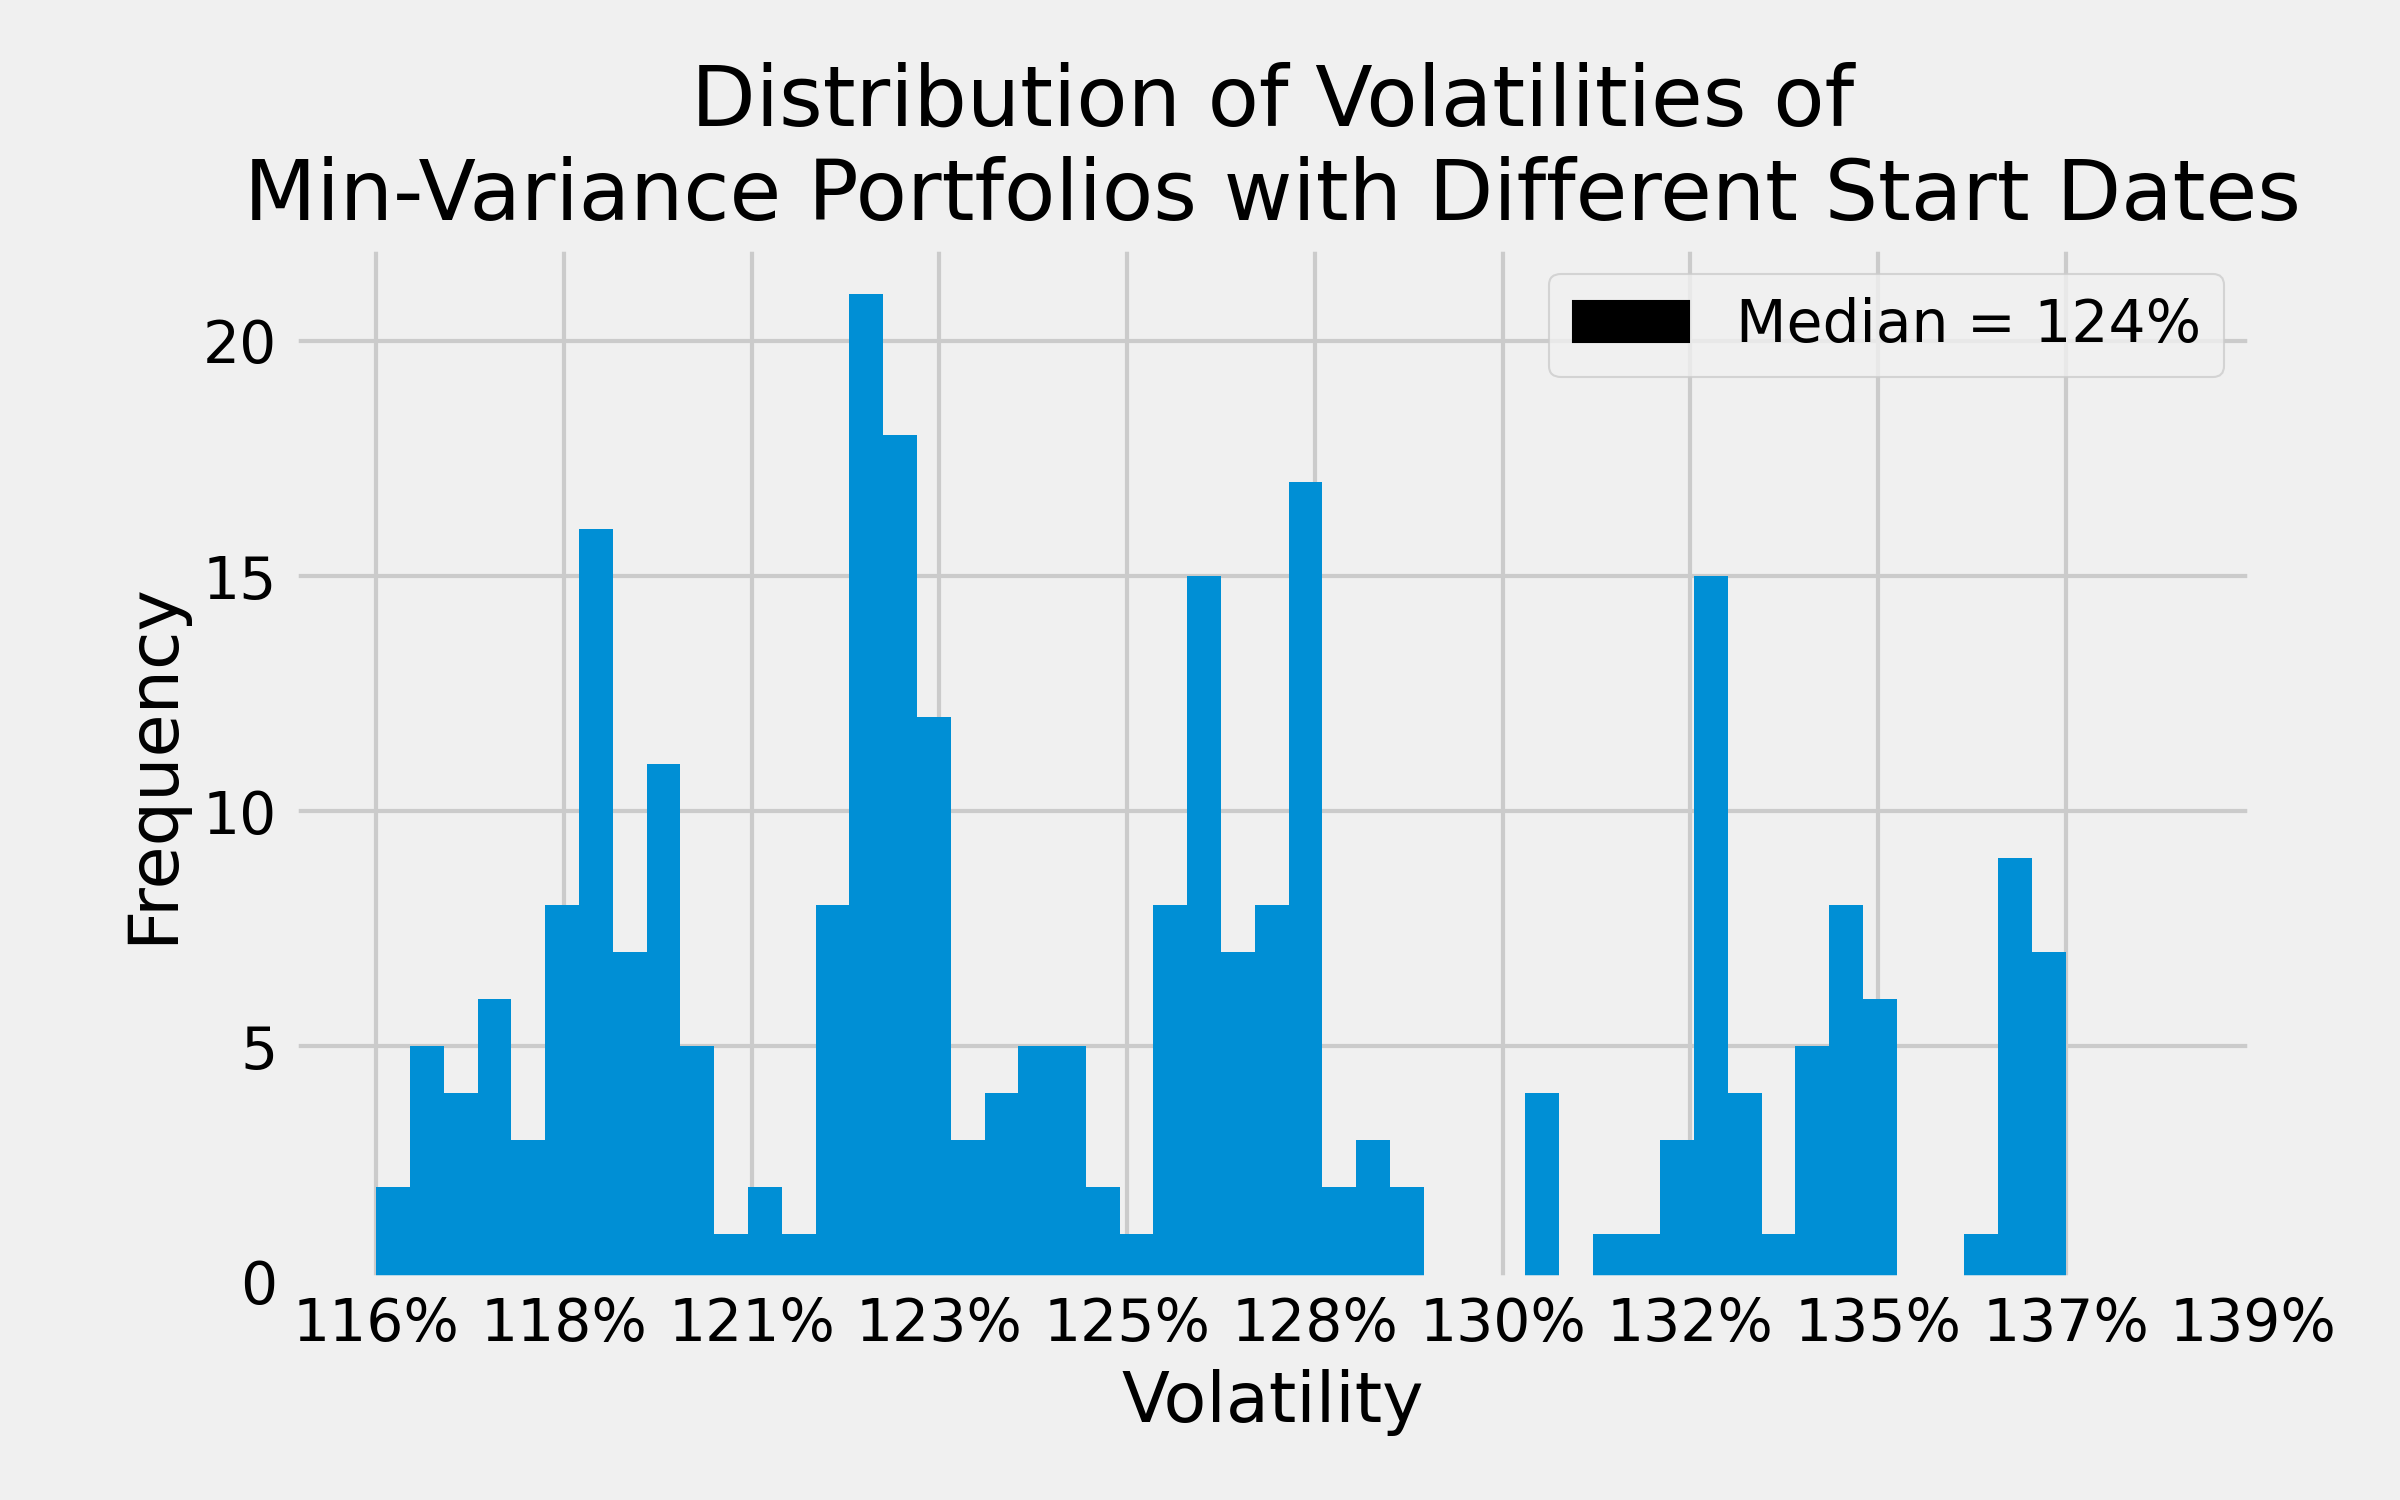 Distribution of Volatilities of
Min-Variance Portfolios with Different Start Dates
Median = 124%
Frequency
20
15
10
5
0
116% 118% 121% 123% 125% 128% 130% 132% 135% 137% 139%
Volatility